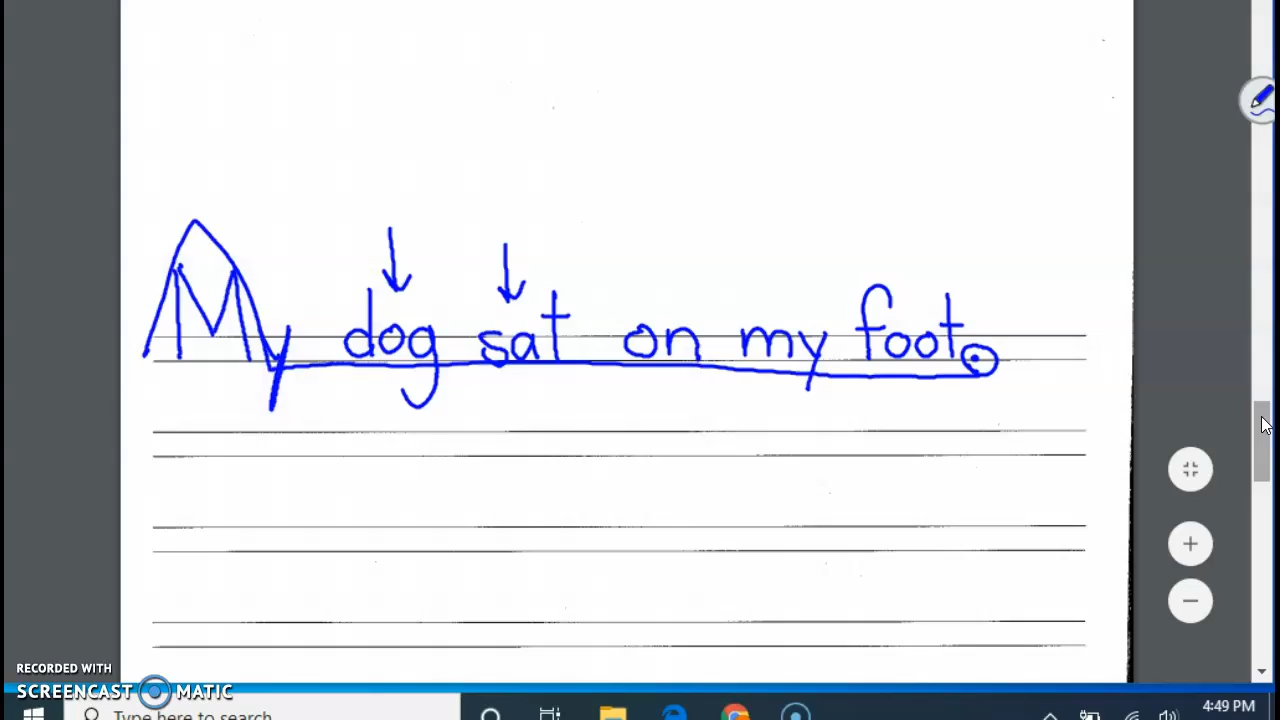 My dog sat on my foot.
RECORDED WITH
SCREENCAST MATIC
Type here to search
4:49 PM